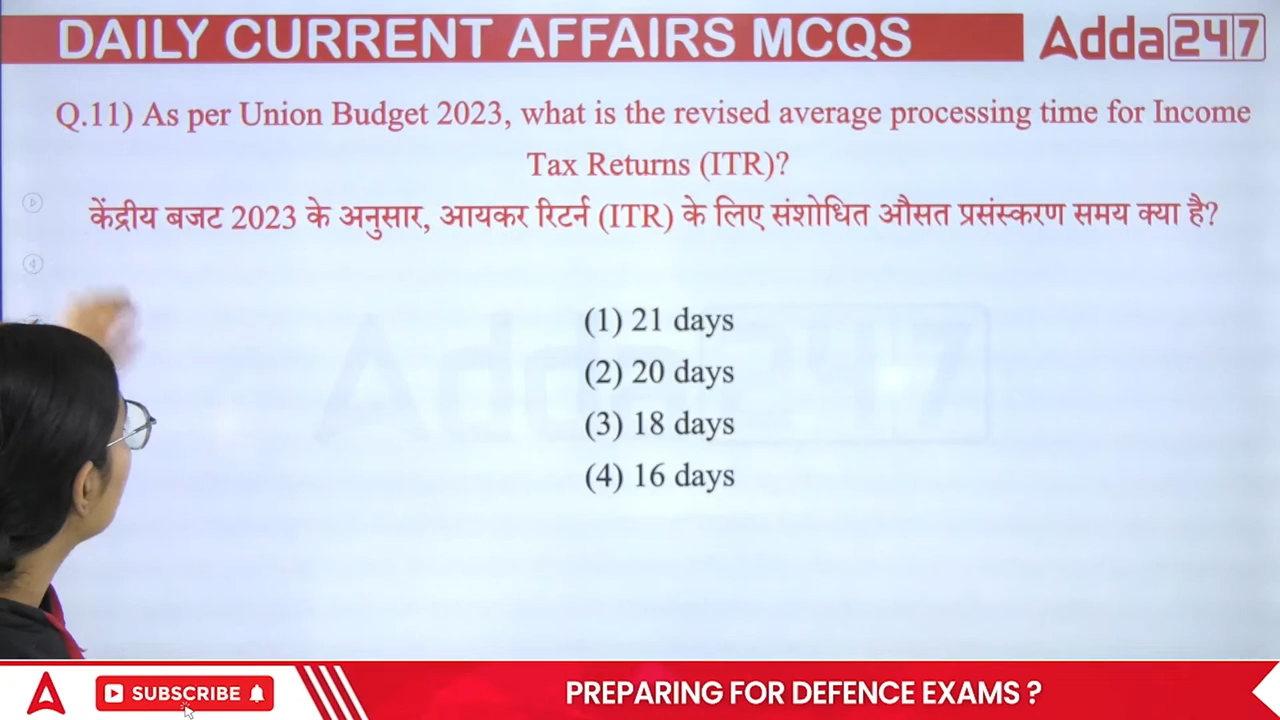 DAILY CURRENT AFFAIRS MCQS
Adda247
Q.11) As per Union Budget 2023, what is the revised average processing time for Income
Tax Returns (ITR)?
केंद्रीय बजट 2023 के अनुसार, आयकर रिटर्न (ITR) के लिए संशोधित औसत प्रसंस्करण समय क्या है?
(1) 21 days
(2) 20 days
(3) 18 days
(4) 16 days
Adda247
SUBSCRIBE
PREPARING FOR DEFENCE EXAMS ?